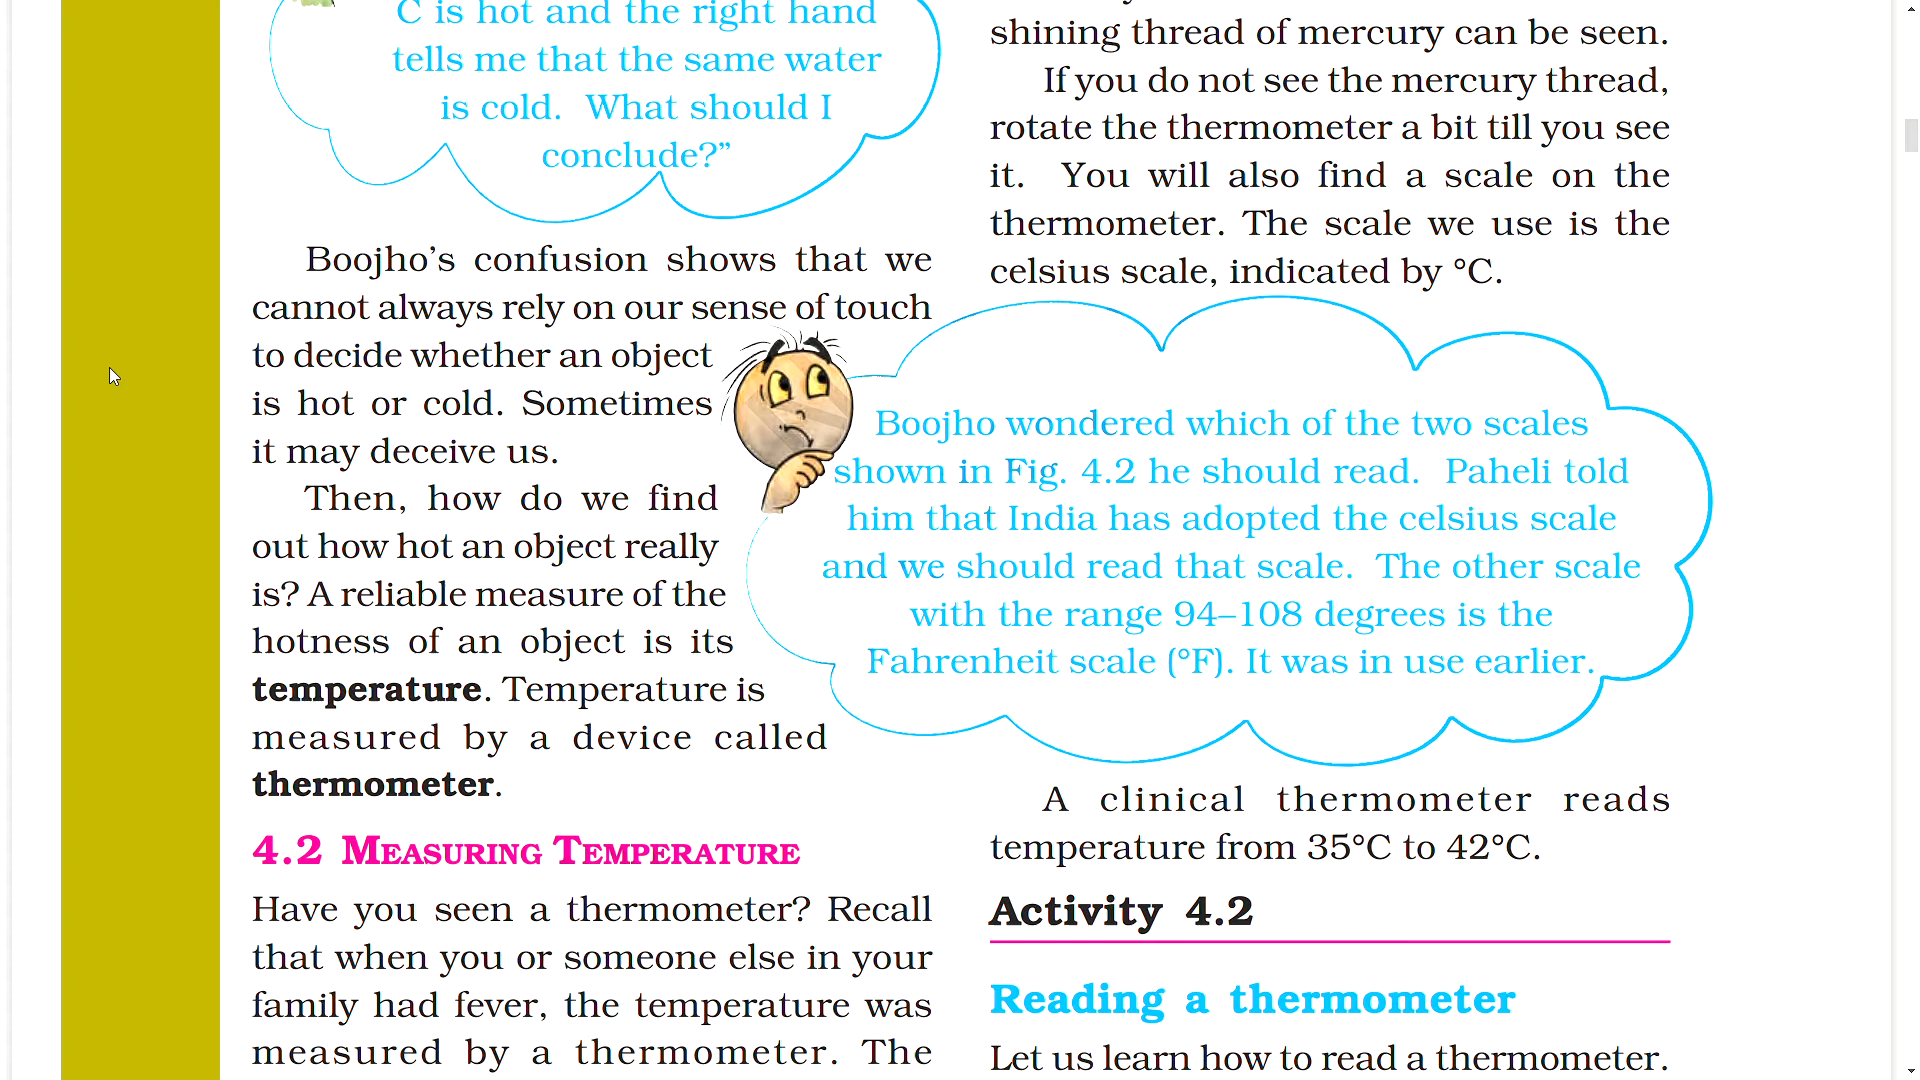 C is hot and the right hand
tells me that the same water
is cold. What should I
conclude?”
Boojho’s confusion shows that we
cannot always rely on our sense of touch
to decide whether an object
is hot or cold. Sometimes
it may deceive us.
Then, how do we find
out how hot an object really
is? A reliable measure of the
hotness of an object is its
temperature. Temperature is
measured by a device called
thermometer.
4.2 MEASURING TEMPERATURE
Have you seen a thermometer? Recall
that when you or someone else in your
family had fever, the temperature was
measured by a thermometer. The
shining thread of mercury can be seen.
If you do not see the mercury thread,
rotate the thermometer a bit till you see
it. You will also find a scale on the
thermometer. The scale we use is the
celsius scale, indicated by °C.
Boojho wondered which of the two scales
shown in Fig. 4.2 he should read. Paheli told
him that India has adopted the celsius scale
and we should read that scale. The other scale
with the range 94–108 degrees is the
Fahrenheit scale (°F). It was in use earlier.
A clinical thermometer reads
temperature from 35°C to 42°C.
Activity 4.2
Reading a thermometer
Let us learn how to read a thermometer.